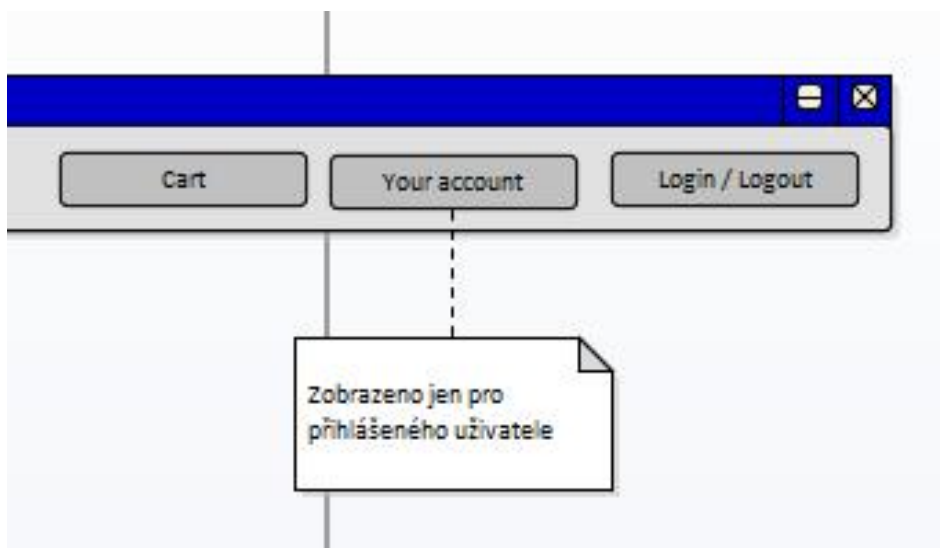 Cart
Your account
Login / Logout
Zobrazeno jen pro
přihlášeného uživatele